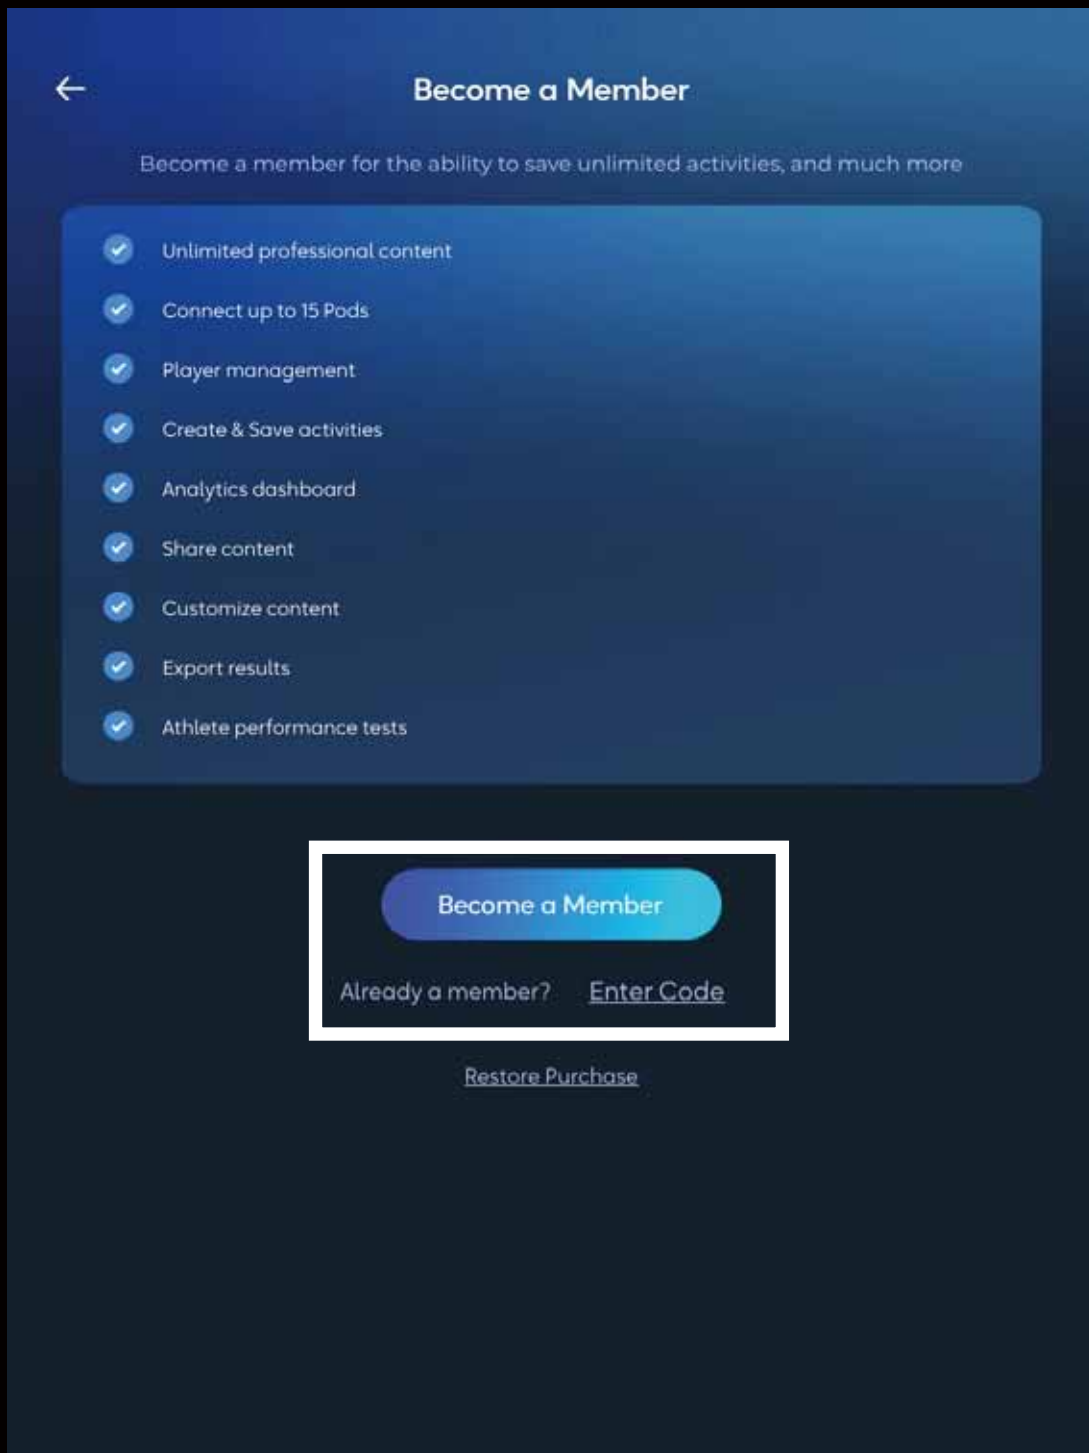 Become a Member
Become a member for the ability to save unlimited activities, and much more
Unlimited professional content
Connect up to 15 Pods
Player management
Create & Save activities
Analytics dashboard
Share content
Customize content
Export results
Athlete performance tests
Become a Member
Already a member? Enter Code
Restore Purchase